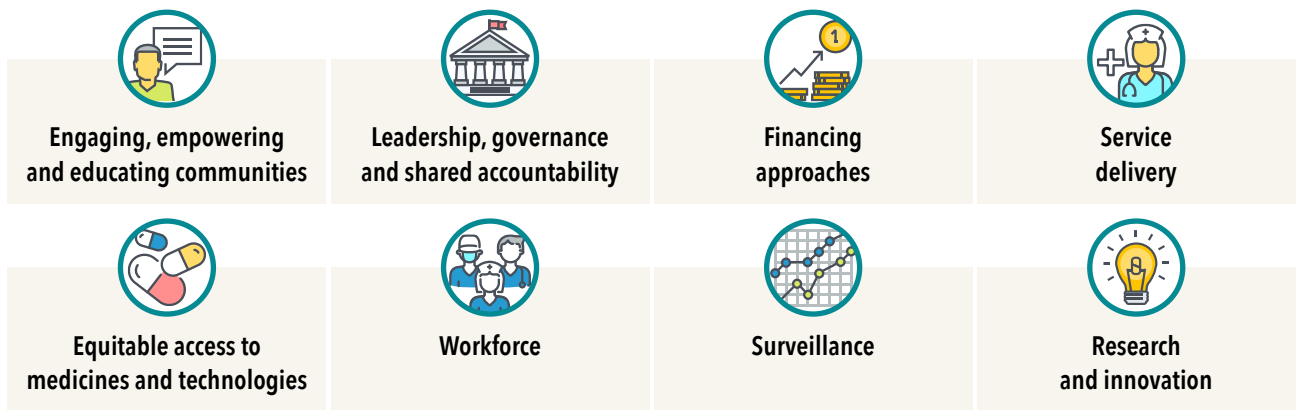 1
Engaging, empowering
and educating communities
Leadership, governance
and shared accountability
Financing
approaches
Service
delivery
Equitable access to
medicines and technologies
Workforce
Surveillance
Research
and innovation